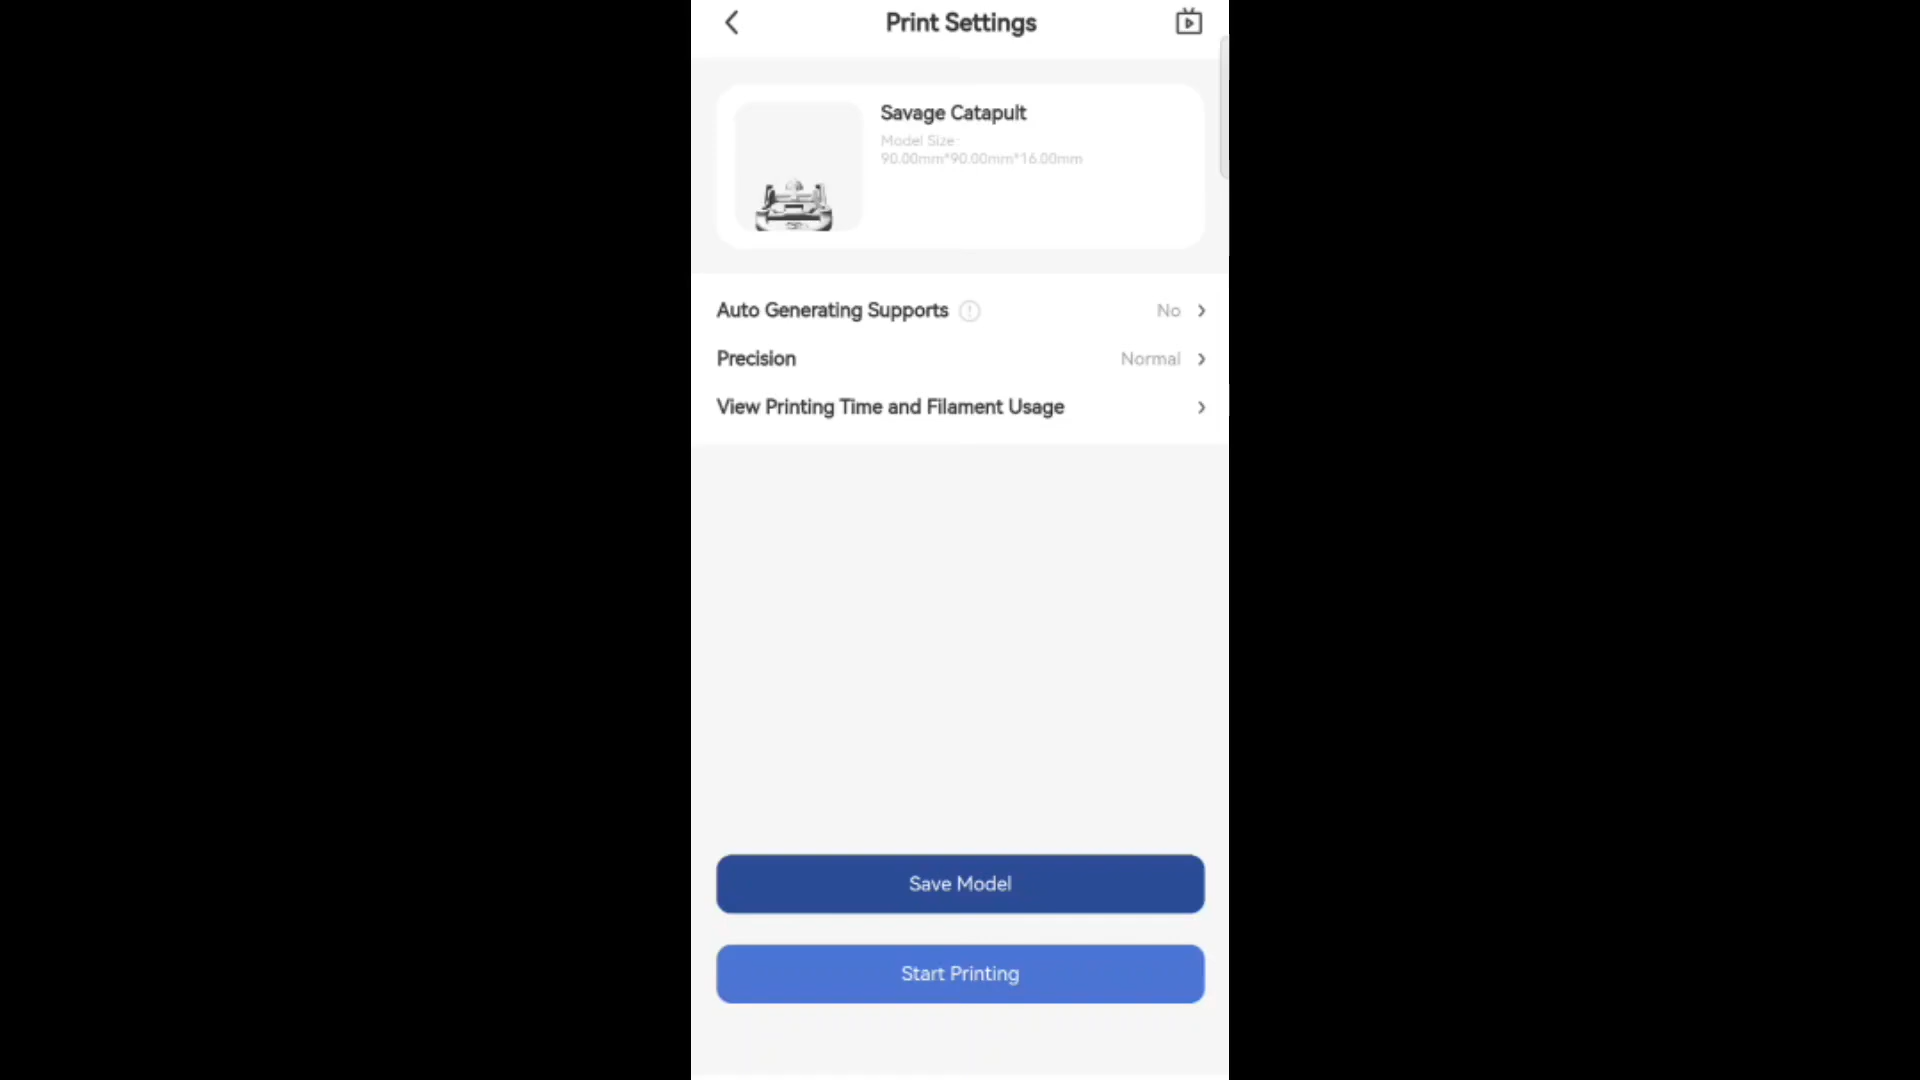 Print Settings
Savage Catapult
Model Size:
90.00mm*90.00mm*16.00mm
Auto Generating Supports No
Precision Normal
View Printing Time and Filament Usage
Save Model
Start Printing